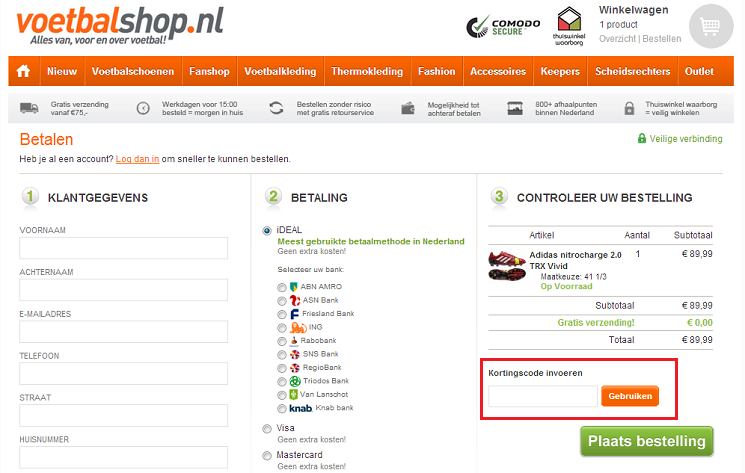 voetbalshop.nl
Alles van, voor en over voetbal!
COMODO
SECURE™
thuiswinkel
waarborg
Winkelwagen
1 product
Overzicht | Bestellen
Nieuw
Voetbalschoenen
Fanshop
Voetbalkleding
Thermokleding
Fashion
Accessoires
Keepers
Scheidsrechters
Outlet
Gratis verzending
vanaf €75,-
Werkdagen voor 15:00
besteld = morgen in huis
Bestellen zonder risico
met gratis retourservice
Mogelijkheid tot
achteraf betalen
800+ afhaalpunten
binnen Nederland
Thuiswinkel waarborg
= veilig winkelen
Betalen
Veilige verbinding
Heb je al een account? Log dan in om sneller te kunnen bestellen.
1 KLANTGEGEVENS
VOORNAAM
ACHTERNAAM
E-MAILADRES
TELEFOON
STRAAT
HUISNUMMER
2 BETALING
iDEAL
Meest gebruikte betaalmethode in Nederland
Geen extra kosten!
Selecteer uw bank:
ABN AMRO
ASN Bank
Friesland Bank
ING
Rabobank
SNS Bank
RegioBank
Triodos Bank
Van Lanschot
knab. Knab bank
Visa
Geen extra kosten!
Mastercard
Geen extra kosten!
3 CONTROLEER UW BESTELLING
Artikel Aantal Subtotaal
Adidas nitrocharge 2.0 1 € 89,99
TRX Vivid
Maatkeuze: 41 1/3
Op Voorraad
Subtotaal € 89,99
Gratis verzending! € 0,00
Totaal € 89,99
Kortingscode invoeren
Gebruiken
Plaats bestelling